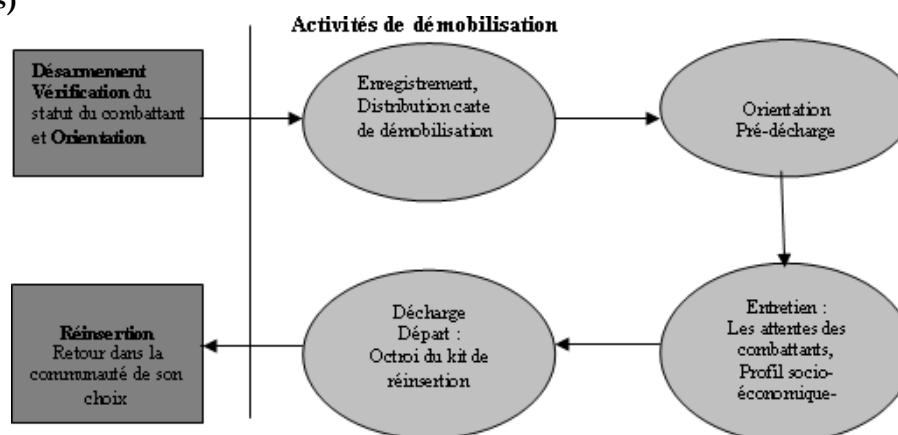 s)
Activités de démobilisation
Désarmement
Vérification du
statut du combattant
et Orientation
Enregistrement,
Distribution carte
de démobilisation
Orientation
Pré-décharge
Entretien :
Les attentes des
combattants,
Profil socio-
économique-
Décharge
Départ :
Octroi du kit de
réinsertion
Réinsertion
Retour dans la
communauté de son
choix